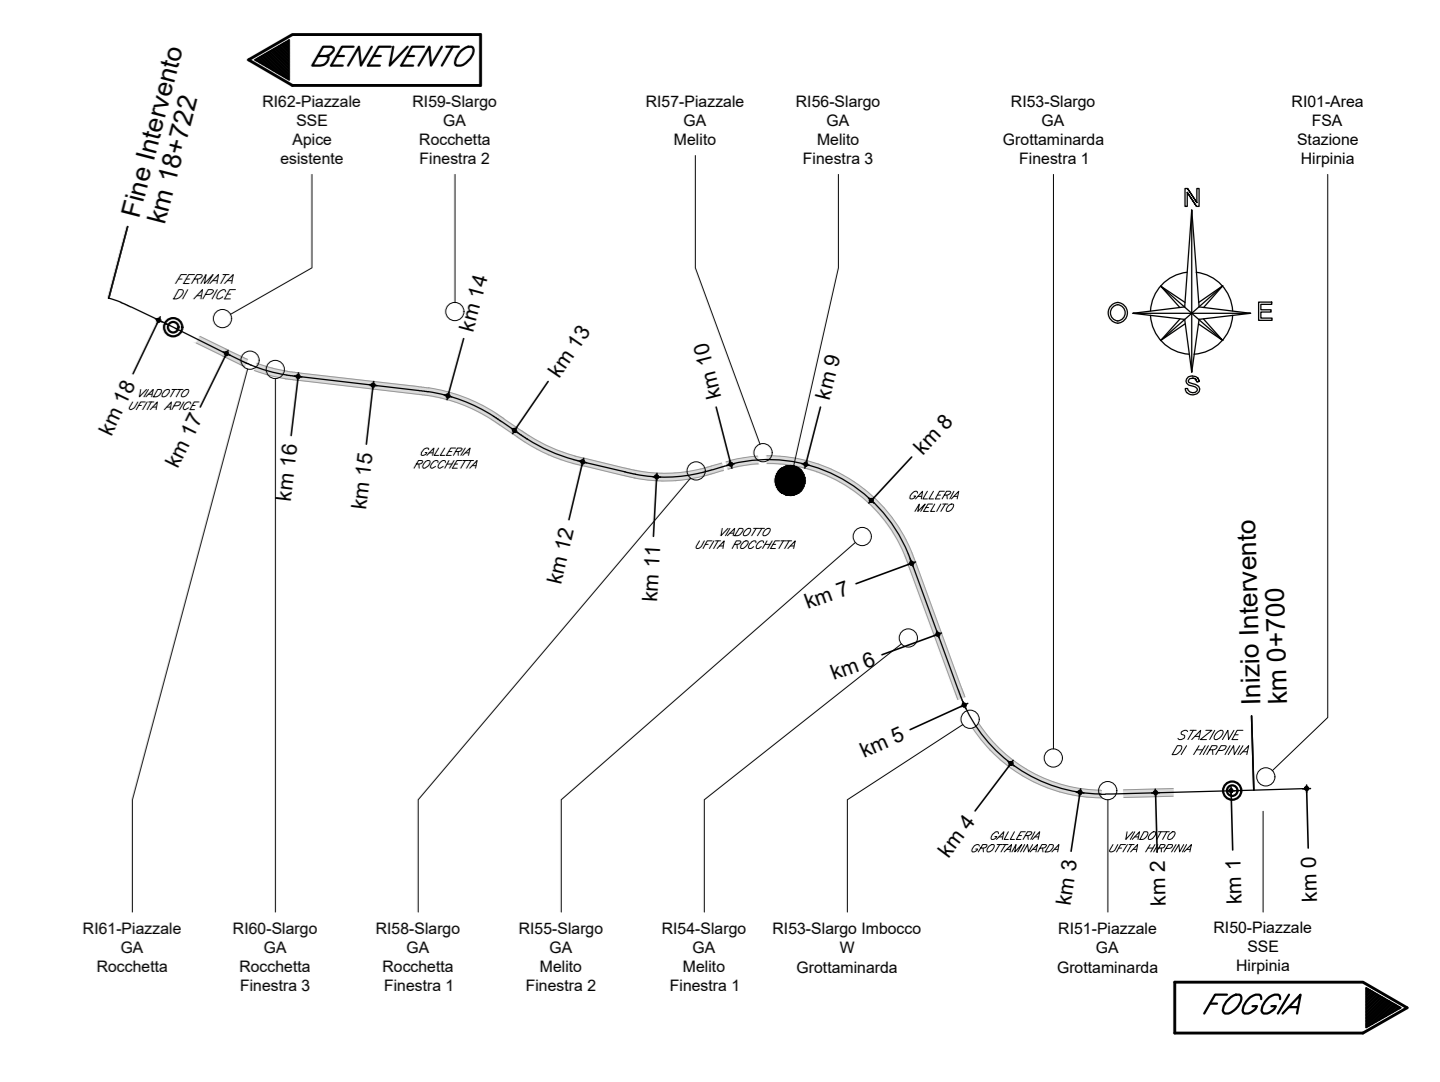 BENEVENTO
Fine Intervento
km 18+722
RI62-Piazzale
SSE
Apice
esistente
RI59-Slargo
GA
Rocchetta
Finestra 2
RI57-Piazzale
GA
Melito
RI56-Slargo
GA
Melito
Finestra 3
RI53-Slargo
GA
Grottaminarda
Finestra 1
RI01-Area
FSA
Stazione
Hirpinia
N
O
E
S
FERMATA
DI APICE
km 18
VIADOTTO
UFITA APICE
km 17
km 16
km 15
km 14
GALLERIA
ROCCHETTA
km 13
km 12
km 11
km 10
VIADOTTO
UFITA ROCCHETTA
km 9
km 8
GALLERIA
MELITO
km 7
km 6
km 5
km 4
GALLERIA
GROTTAMINARDA
km 3
VIADOTTO
UFITA HIRPINIA
km 2
STAZIONE
DI HIRPINIA
Inizio Intervento
km 0+700
km 1
km 0
RI61-Piazzale
GA
Rocchetta
RI60-Slargo
GA
Rocchetta
Finestra 3
RI58-Slargo
GA
Rocchetta
Finestra 1
RI55-Slargo
GA
Melito
Finestra 2
RI54-Slargo
GA
Melito
Finestra 1
RI53-Slargo Imbocco
W
Grottaminarda
RI51-Piazzale
GA
Grottaminarda
RI50-Piazzale
SSE
Hirpinia
FOGGIA